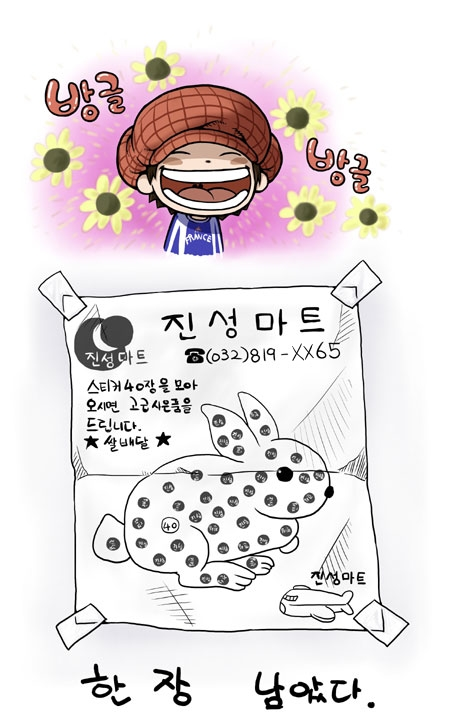 방글
방글
FRANCE
진성마트
진성마트
☎(032)819-XX65
스티커 40장을 모아
오시면 고급 사은품을
드립니다.
★쌀배달★
40
진성마트
한 장 남았다.